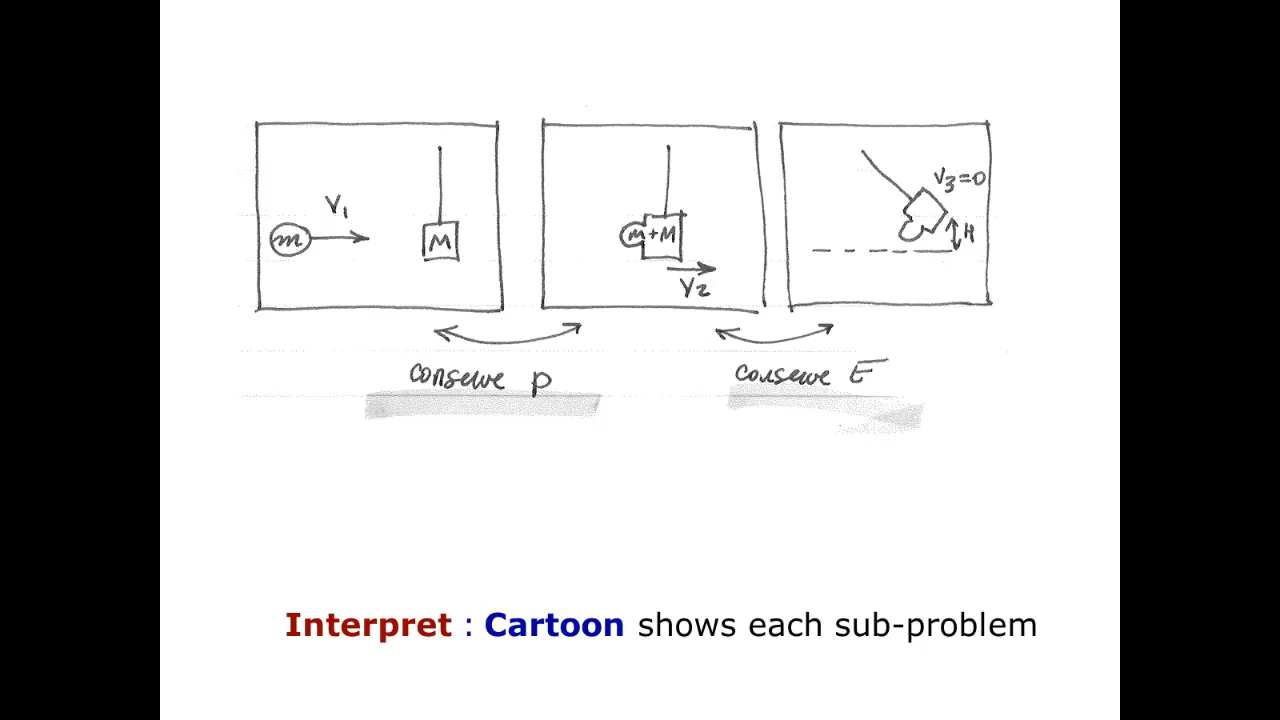 m V₁ M
m+M V₂
V₃=0 H
conserve p
conserve E
Interpret : Cartoon shows each sub-problem